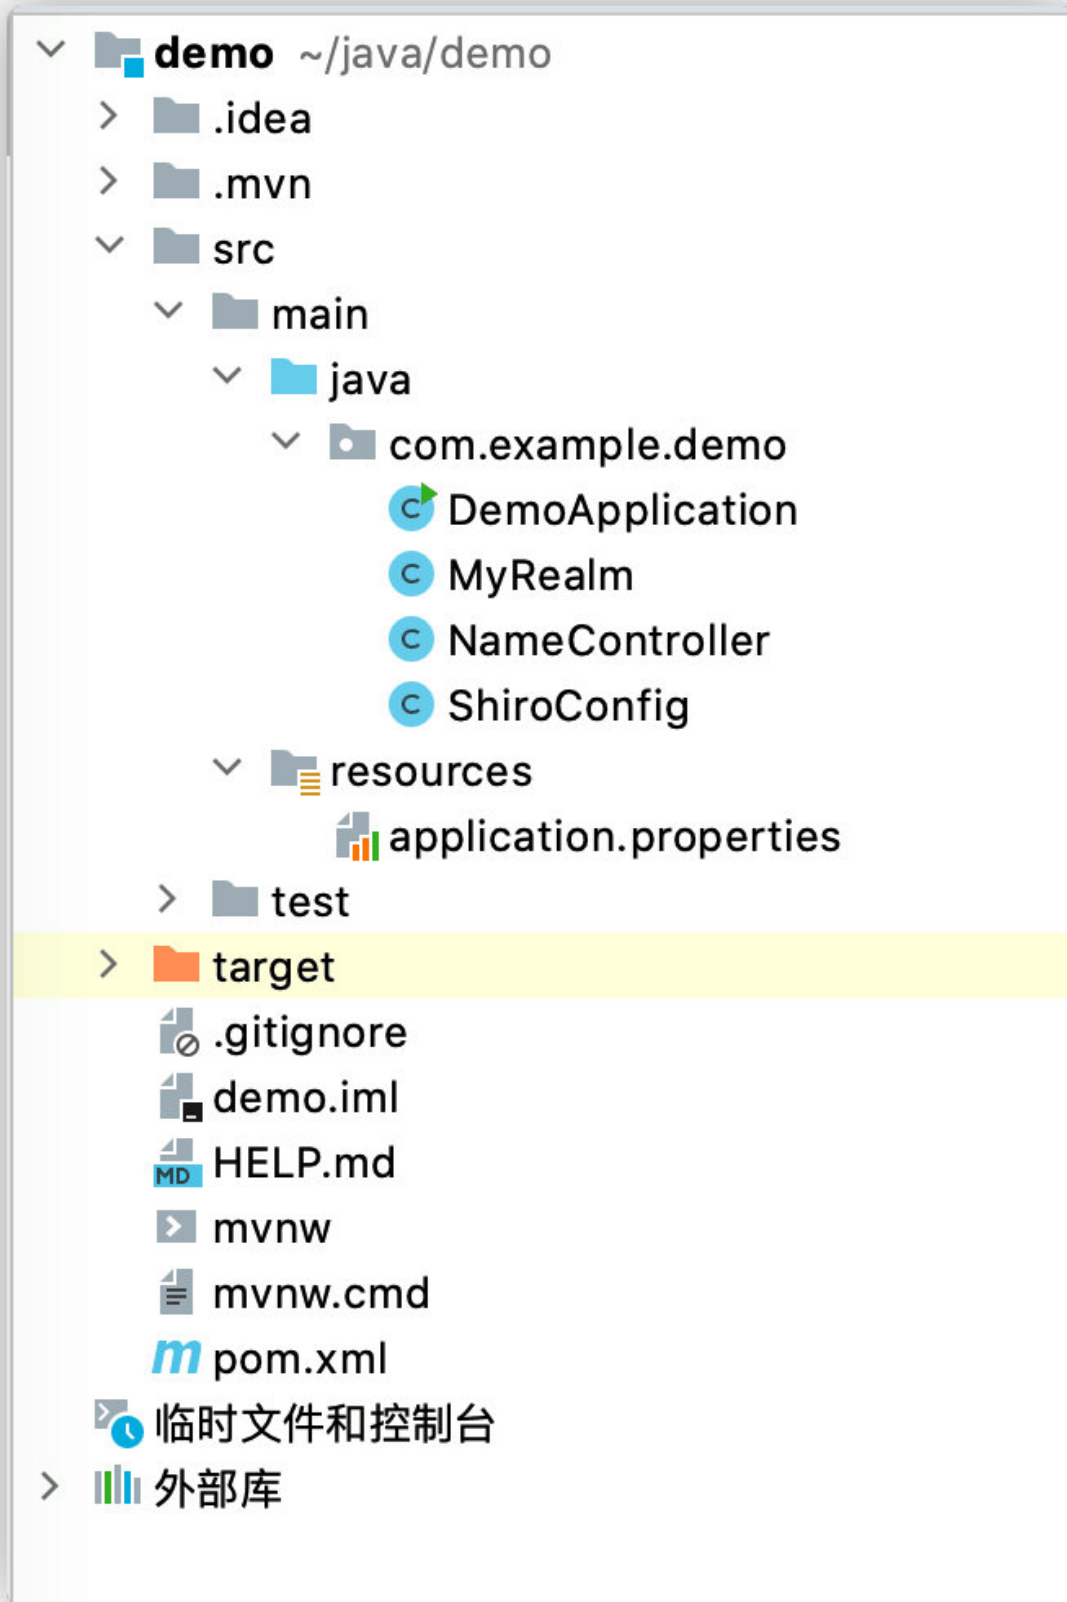 demo ~/java/demo
.idea
.mvn
src
main
java
com.example.demo
C DemoApplication
C MyRealm
C NameController
C ShiroConfig
resources
application.properties
test
target
.gitignore
demo.iml
MD HELP.md
mvnw
mvnw.cmd
m pom.xml
临时文件和控制台
外部库